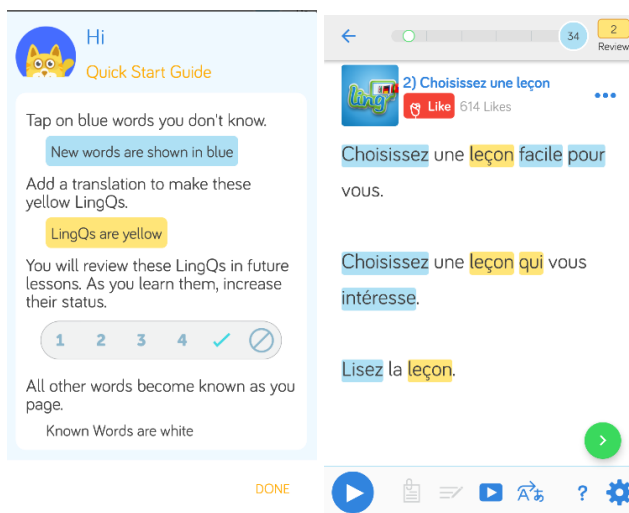 Hi
Quick Start Guide
Tap on blue words you don't know.
New words are shown in blue
Add a translation to make these
yellow LingQs.
LingQs are yellow
You will review these LingQs in future
lessons. As you learn them, increase
their status.
1 2 3 4
All other words become known as you
page.
Known Words are white
DONE
34
2
Review
ling
2) Choisissez une leçon
Like 614 Likes
Choisissez une leçon facile pour
vous.
Choisissez une leçon qui vous
intéresse.
Lisez la leçon.
?